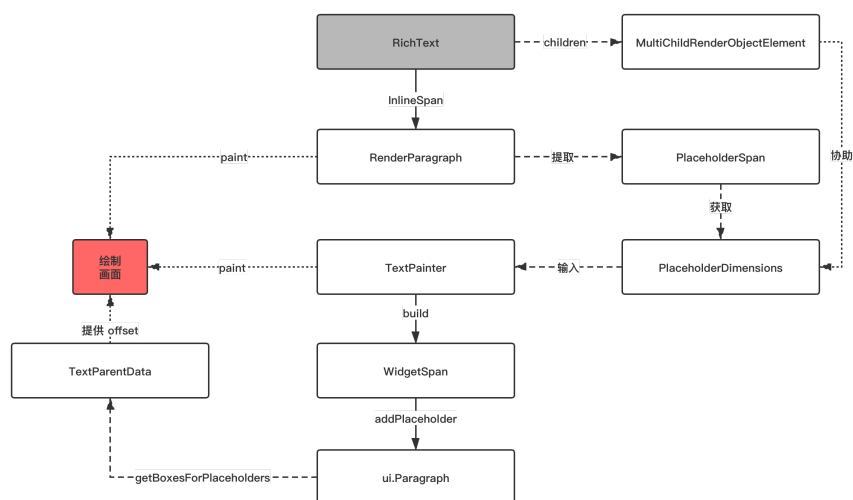 RichText
children
MultiChildRenderObjectElement
InlineSpan
paint
RenderParagraph
提取
PlaceholderSpan
协助
获取
绘制
画面
paint
TextPainter
输入
PlaceholderDimensions
build
提供 offset
TextParentData
WidgetSpan
addPlaceholder
getBoxesForPlaceholders
ui.Paragraph